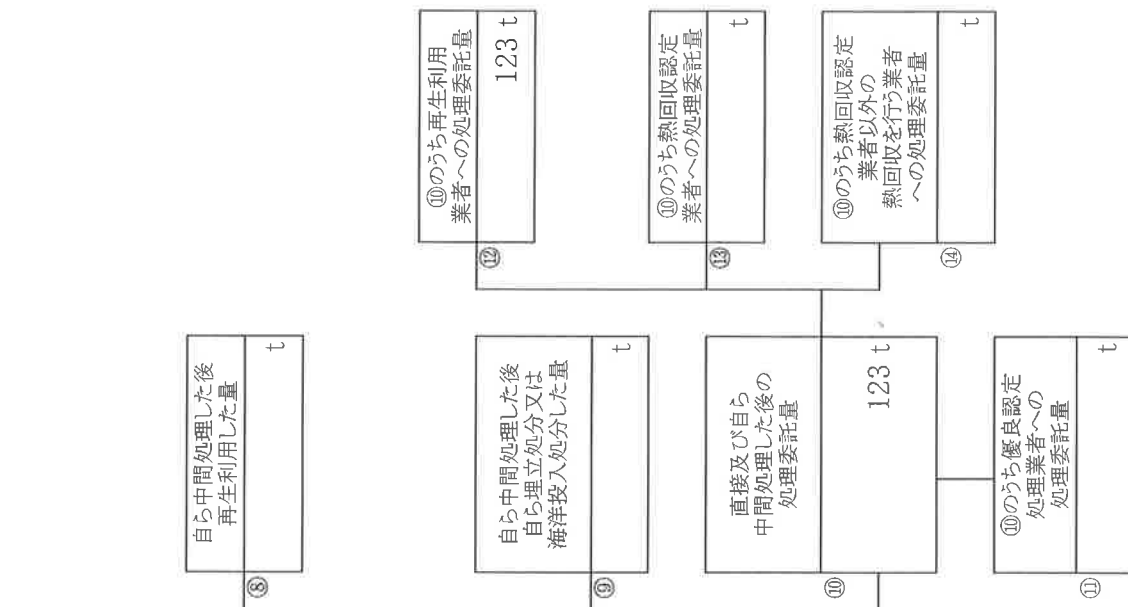 ⑧
自ら中間処理した後
再生利用した量
t
⑨
自ら中間処理した後
自ら埋立処分又は
海洋投入処分した量
t
⑩
直接及び自ら
中間処理した後の
処理委託量
123 t
⑪
⑩のうち優良認定
処理業者への
処理委託量
t
⑫
⑩のうち再生利用
業者への処理委託量
123 t
⑬
⑩のうち熱回収認定
業者への処理委託量
t
⑭
⑩のうち熱回収認定
業者以外の
熱回収を行う業者
への処理委託量
t